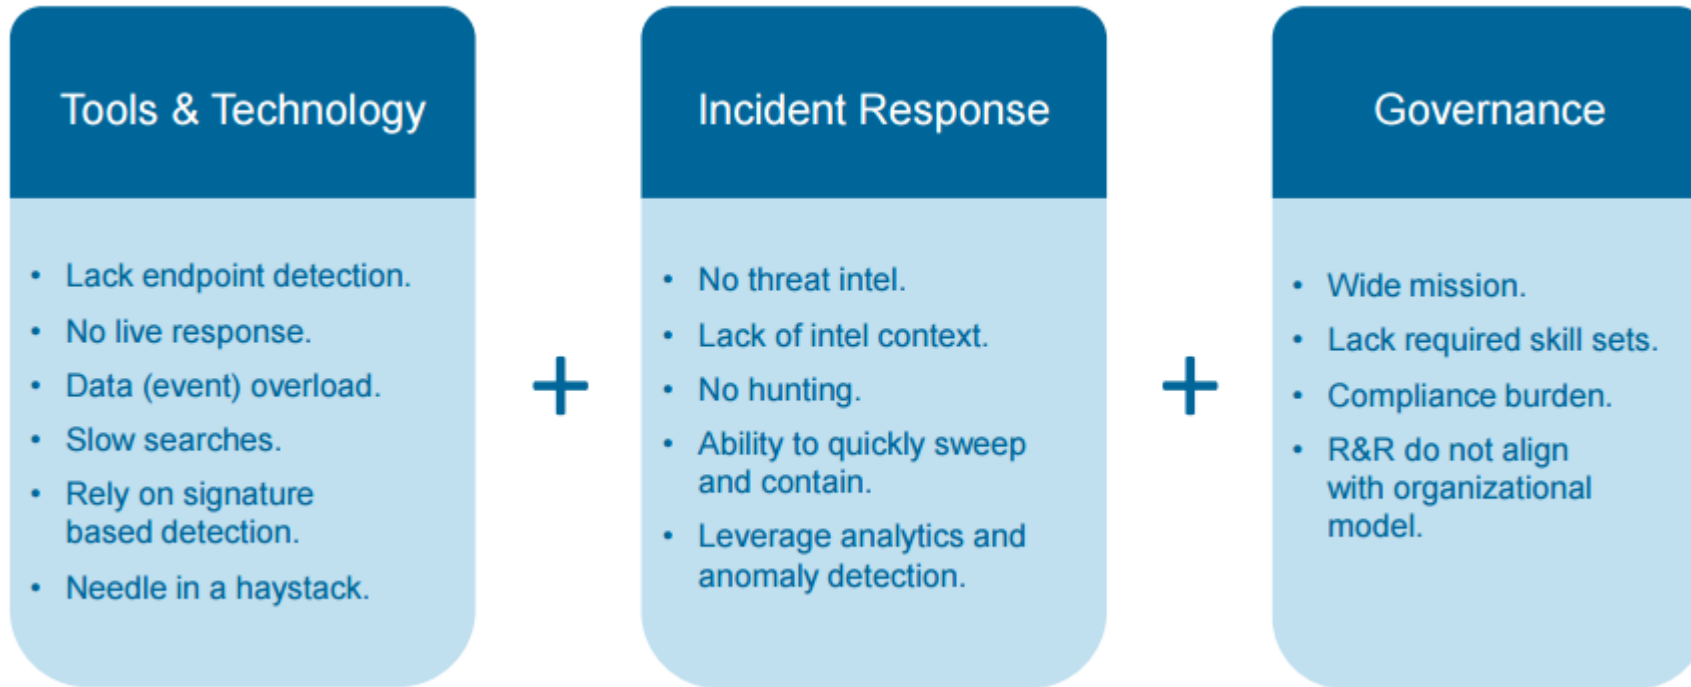 Tools & Technology
• Lack endpoint detection.
• No live response.
• Data (event) overload.
• Slow searches.
• Rely on signature
based detection.
• Needle in a haystack.
+
Incident Response
• No threat intel.
• Lack of intel context.
• No hunting.
• Ability to quickly sweep
and contain.
• Leverage analytics and
anomaly detection.
+
Governance
• Wide mission.
• Lack required skill sets.
• Compliance burden.
• R&R do not align
with organizational
model.